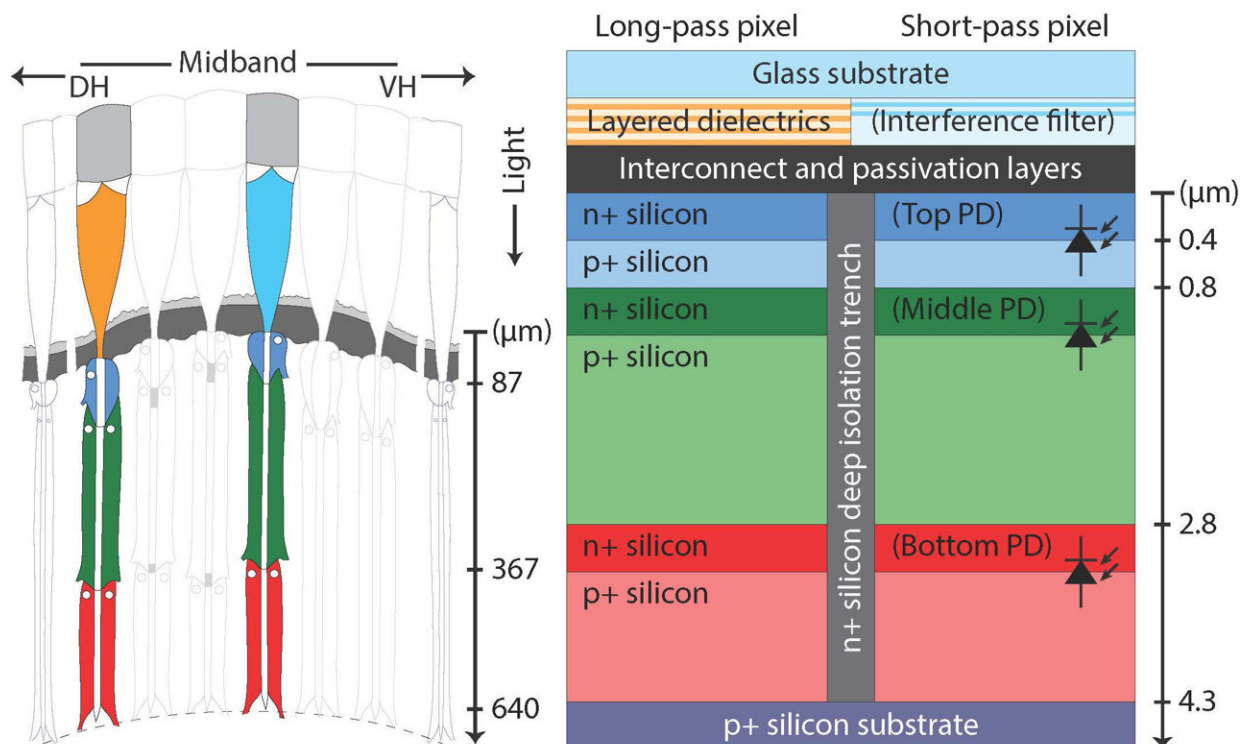 Midband
DH
VH
Light
(μm)
87
367
640
Long-pass pixel
Short-pass pixel
Glass substrate
Layered dielectrics
(Interference filter)
Interconnect and passivation layers
n+ silicon
(Top PD)
p+ silicon
n+ silicon
(Middle PD)
p+ silicon
n+ silicon
(Bottom PD)
p+ silicon
n+ silicon deep isolation trench
p+ silicon substrate
(μm)
0.4
0.8
2.8
4.3